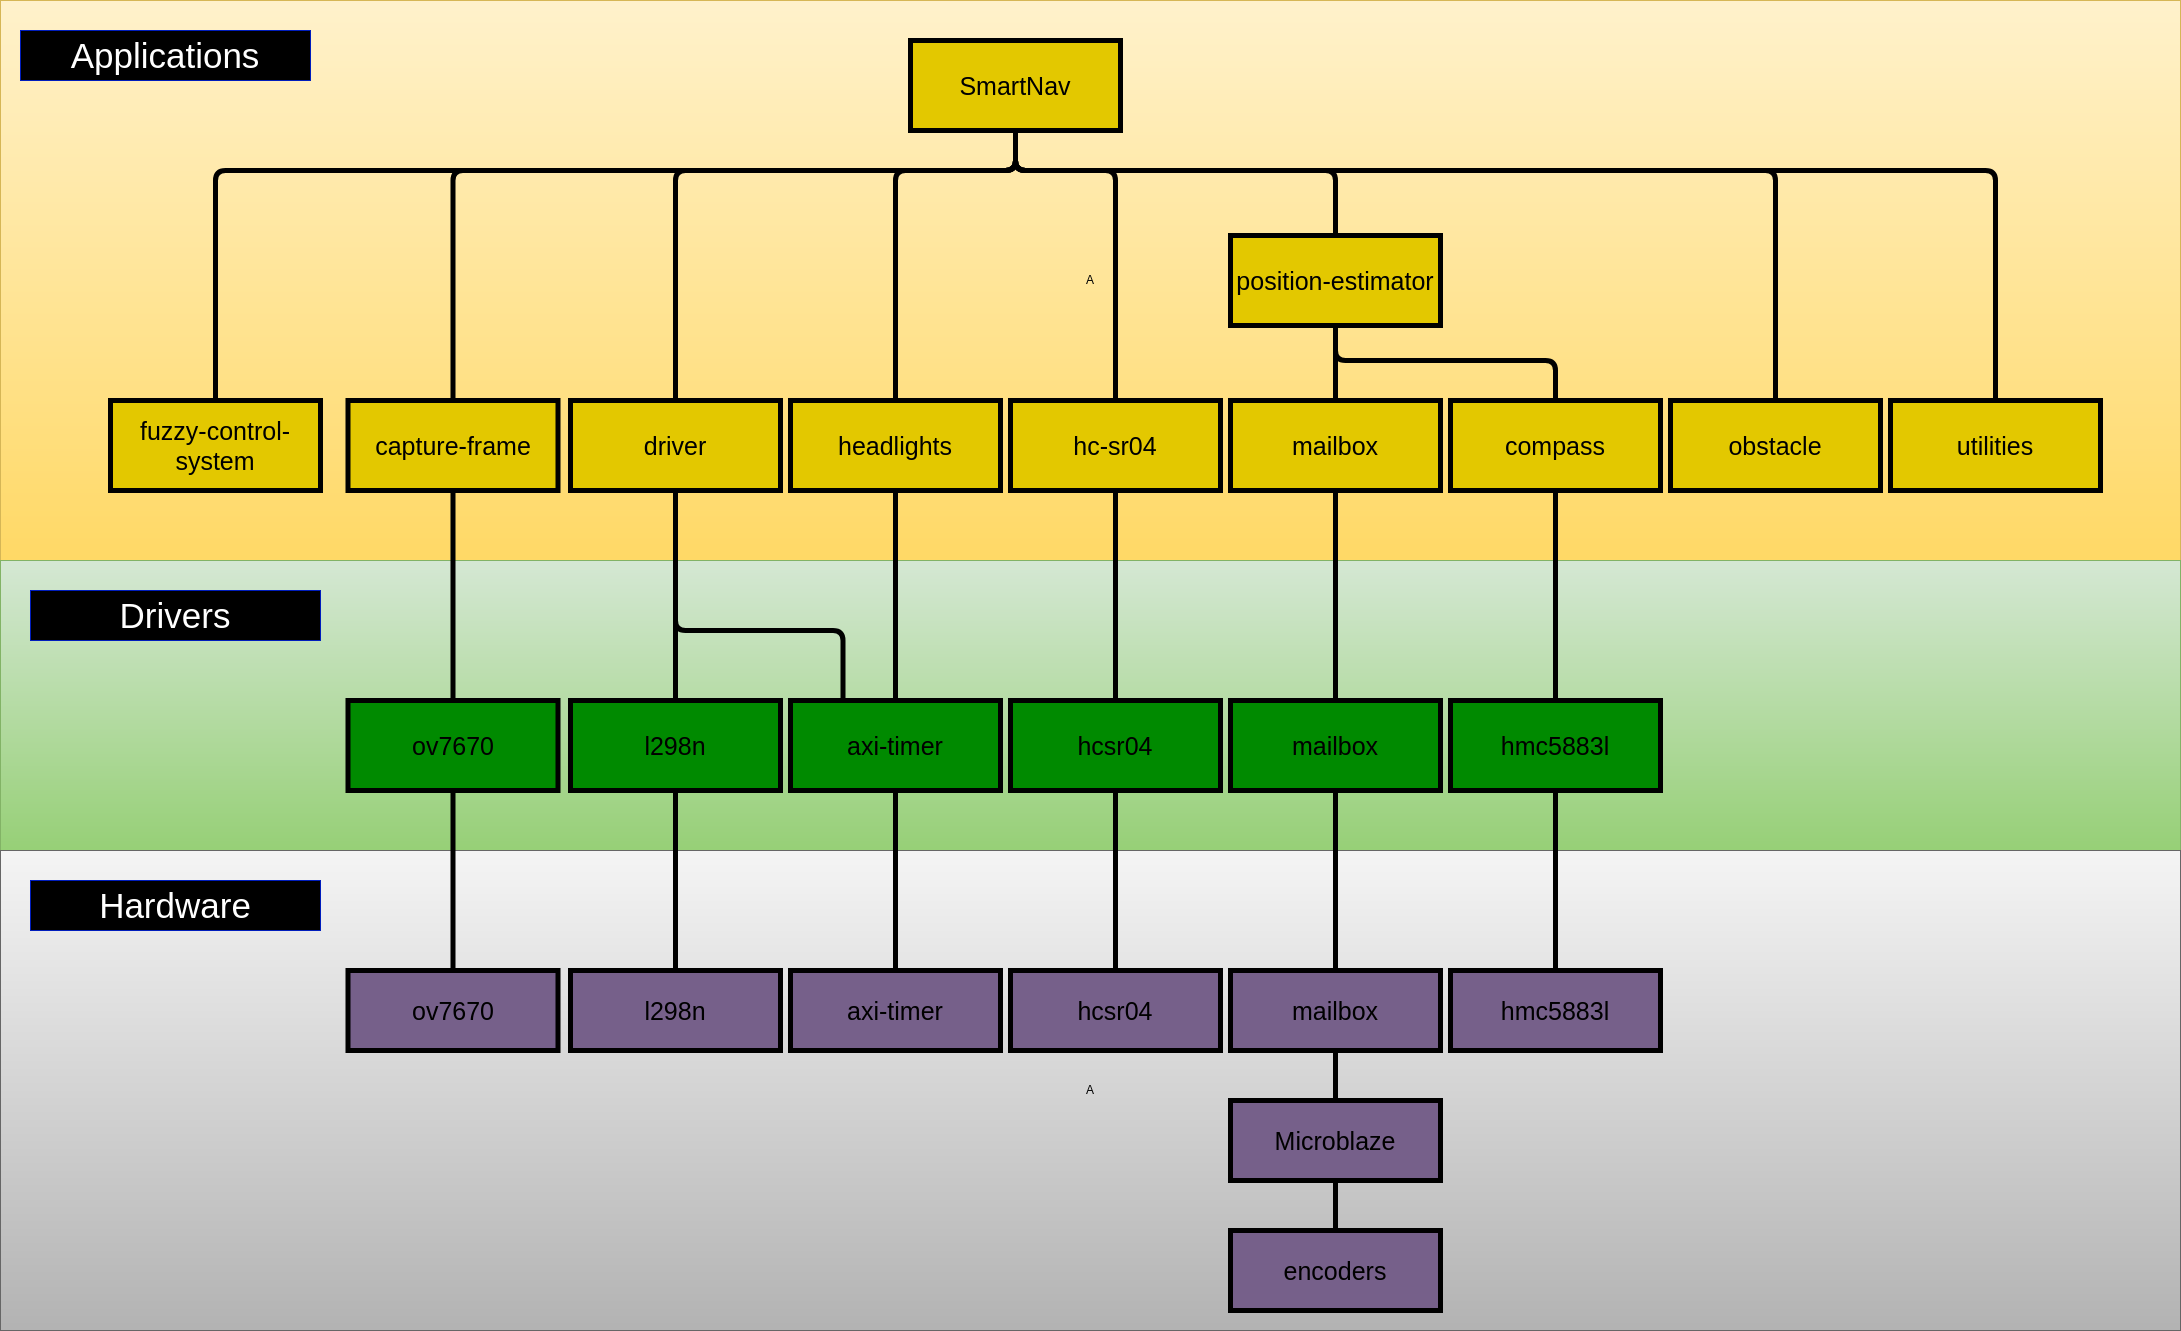 Applications
SmartNav
A
position-estimator
fuzzy-control-
system
capture-frame
driver
headlights
hc-sr04
mailbox
compass
obstacle
utilities
Drivers
ov7670
l298n
axi-timer
hcsr04
mailbox
hmc5883l
Hardware
ov7670
l298n
axi-timer
hcsr04
mailbox
hmc5883l
A
Microblaze
encoders